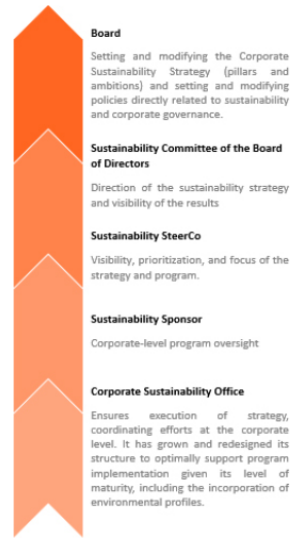 Board
Setting and modifying the Corporate
Sustainability Strategy (pillars and
ambitions) and setting and modifying
policies directly related to sustainability
and corporate governance.
Sustainability Committee of the Board
of Directors
Direction of the sustainability strategy
and visibility of the results
Sustainability SteerCo
Visibility, prioritization, and focus of the
strategy and program.
Sustainability Sponsor
Corporate-level program oversight
Corporate Sustainability Office
Ensures execution of strategy,
coordinating efforts at the corporate
level. It has grown and redesigned its
structure to optimally support program
implementation given its level of
maturity, including the incorporation of
environmental profiles.